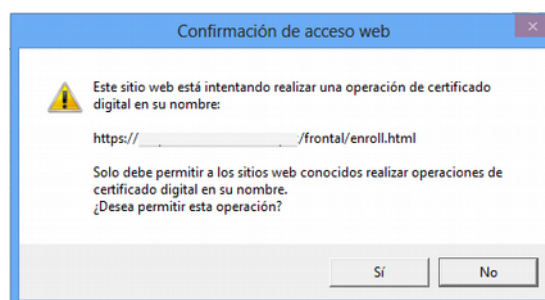 Confirmación de acceso web
Este sitio web está intentando realizar una operación de certificado
digital en su nombre:
https:// /frontal/enroll.html
Solo debe permitir a los sitios web conocidos realizar operaciones de
certificado digital en su nombre.
¿Desea permitir esta operación?
Sí No